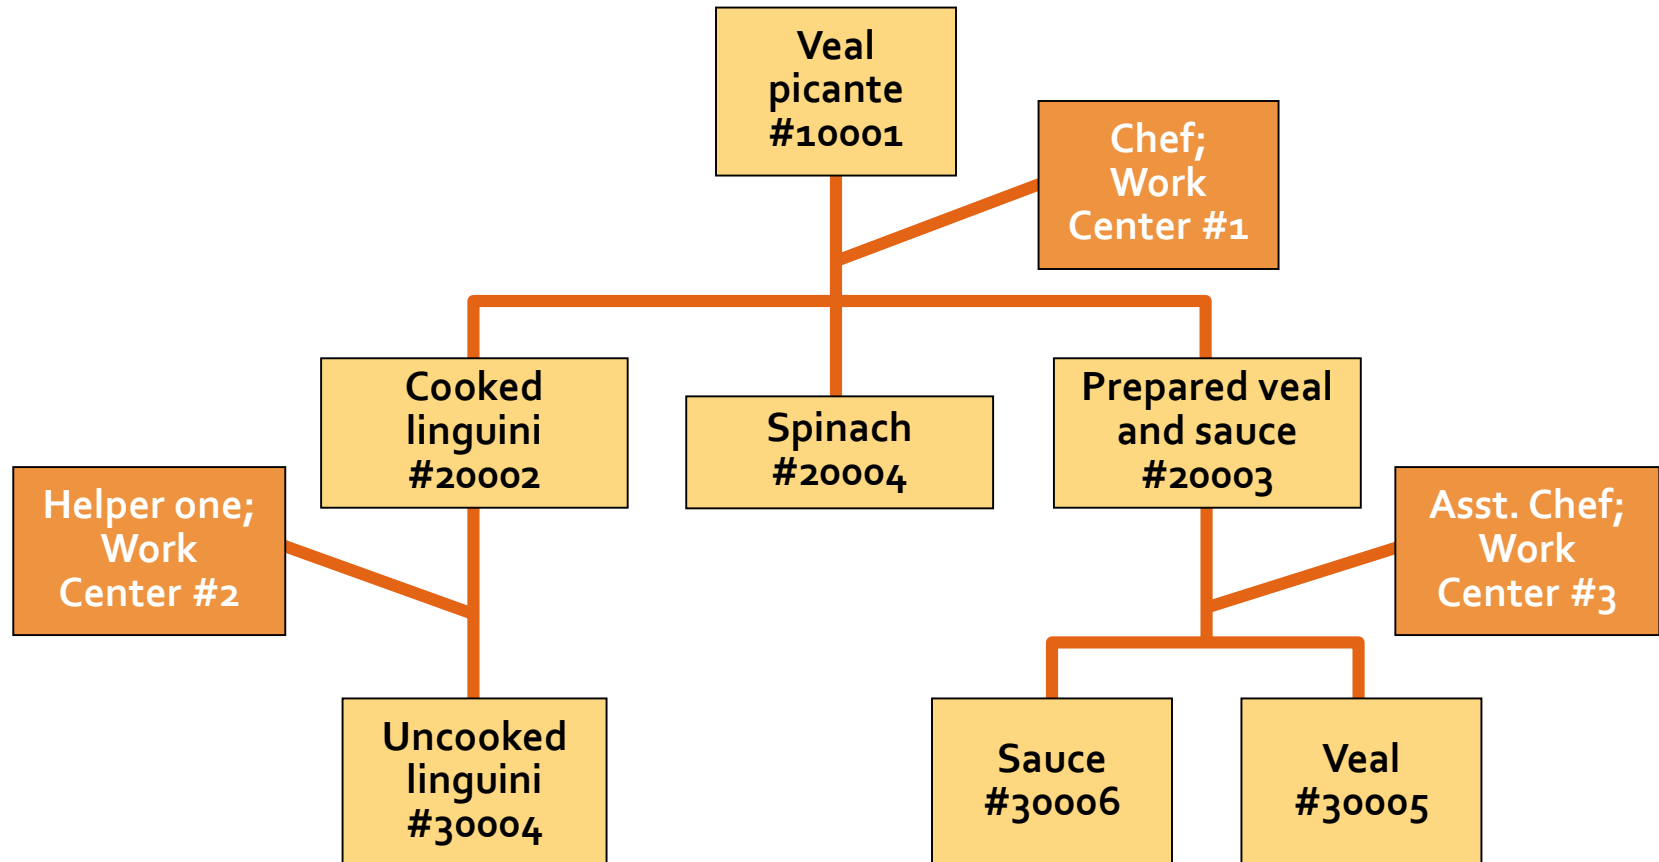 Veal
picante
#10001
Chef;
Work
Center #1
Cooked
linguini
#20002
Spinach
#20004
Prepared veal
and sauce
#20003
Helper one;
Work
Center #2
Asst. Chef;
Work
Center #3
Uncooked
linguini
#30004
Sauce
#30006
Veal
#30005